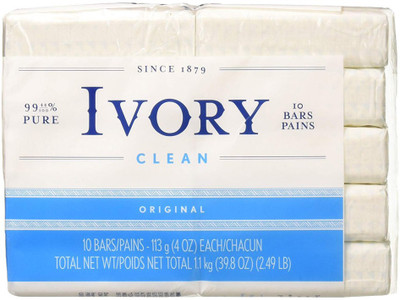 SINCE 1879
99 44/100% PURE
IVORY
10 BARS PAINS
CLEAN
ORIGINAL
10 BARS/PAINS - 113 g (4 OZ) EACH/CHACUN
TOTAL NET WT/POIDS NET TOTAL 1.1 kg (39.8 OZ) (2.49 LB)